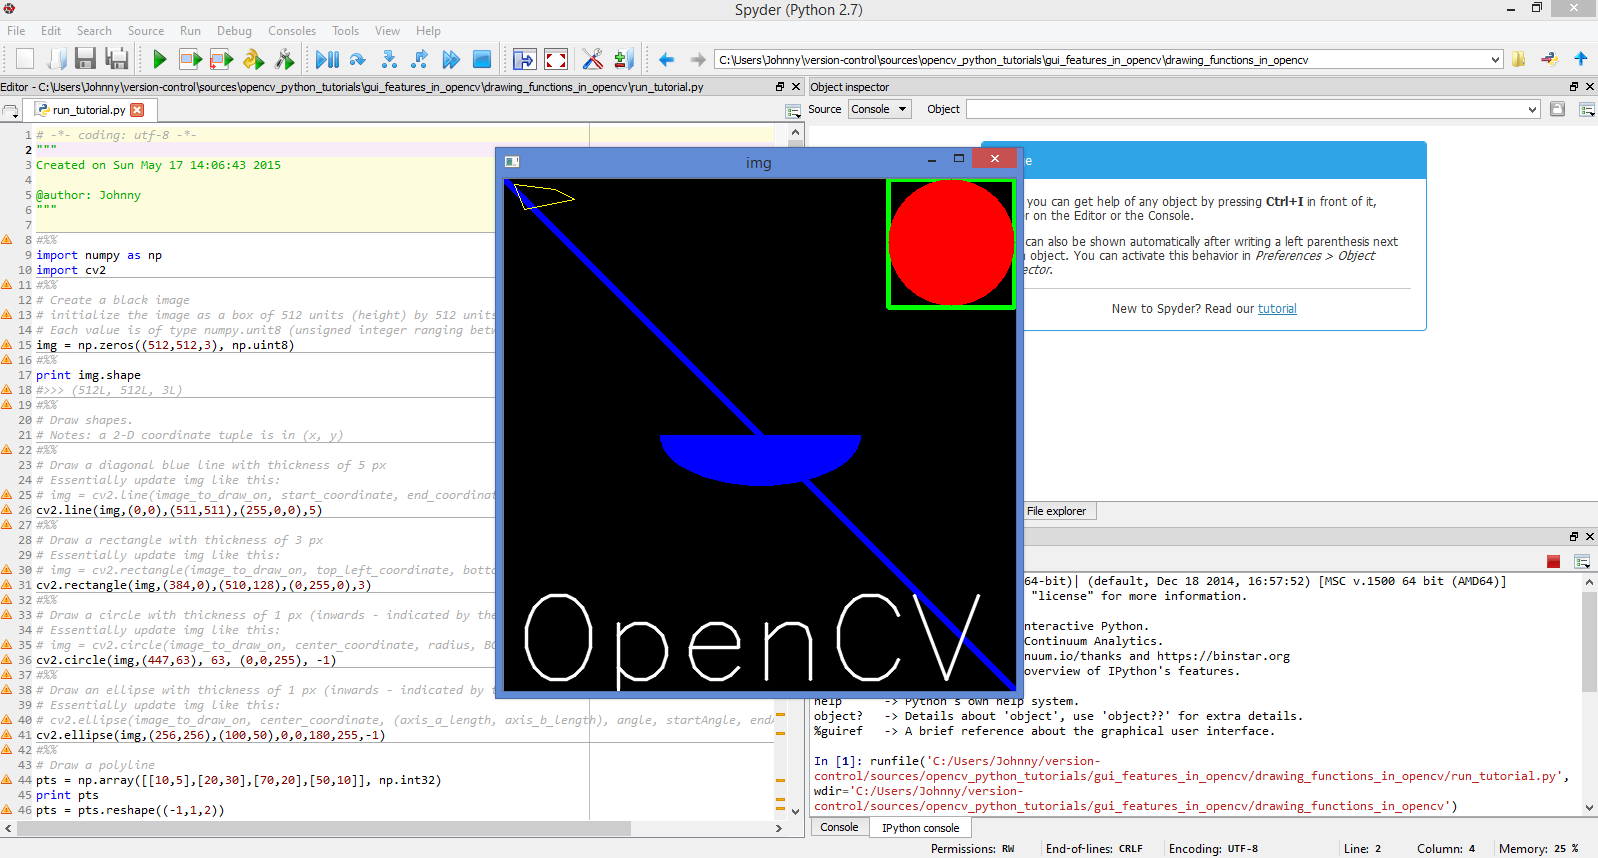 Spyder (Python 2.7)
File Edit Search Source Run Debug Consoles Tools View Help
C:\Users\Johnny\version-control\sources\opencv_python_tutorials\gui_features_in_opencv\drawing_functions_in_opencv
Editor - C:\Users\Johnny\version-control\sources\opencv_python_tutorials\gui_features_in_opencv\drawing_functions_in_opencv\run_tutorial.py
run_tutorial.py
1 # -*- coding: utf-8 -*-
2 """
3 Created on Sun May 17 14:06:43 2015
4
5 @author: Johnny
6 """
7
8 #%%
9 import numpy as np
10 import cv2
11 #%%
12 # Create a black image
13 # initialize the image as a box of 512 units (height) by 512 units
14 # Each value is of type numpy.unit8 (unsigned integer ranging betw
15 img = np.zeros((512,512,3), np.uint8)
16 #%%
17 print img.shape
18 #>>> (512L, 512L, 3L)
19 #%%
20 # Draw shapes.
21 # Notes: a 2-D coordinate tuple is in (x, y)
22 #%%
23 # Draw a diagonal blue line with thickness of 5 px
24 # Essentially update img like this:
25 # img = cv2.line(image_to_draw_on, start_coordinate, end_coordinat
26 cv2.line(img,(0,0),(511,511),(255,0,0),5)
27 #%%
28 # Draw a rectangle with thickness of 3 px
29 # Essentially update img like this:
30 # img = cv2.rectangle(image_to_draw_on, top_left_coordinate, botto
31 cv2.rectangle(img,(384,0),(510,128),(0,255,0),3)
32 #%%
33 # Draw a circle with thickness of 1 px (inwards - indicated by the
34 # Essentially update img like this:
35 # img = cv2.circle(image_to_draw_on, center_coordinate, radius, BG
36 cv2.circle(img,(447,63), 63, (0,0,255), -1)
37 #%%
38 # Draw an ellipse with thickness of 1 px (inwards - indicated by t
39 # Essentially update img like this:
40 # cv2.ellipse(image_to_draw_on, center_coordinate, (axis_a_length, axis_b_length), angle, startAngle, endA
41 cv2.ellipse(img,(256,256),(100,50),0,0,180,255,-1)
42 #%%
43 # Draw a polyline
44 pts = np.array([[10,5],[20,30],[70,20],[50,10]], np.int32)
45 print pts
46 pts = pts.reshape((-1,1,2))
img
OpenCV
Object inspector
Source Console Object
ge
you can get help of any object by pressing Ctrl+I in front of it,
r on the Editor or the Console.
can also be shown automatically after writing a left parenthesis next
object. You can activate this behavior in Preferences > Object
ector.
New to Spyder? Read our tutorial
File explorer
64-bit)| (default, Dec 18 2014, 16:57:52) [MSC v.1500 64 bit (AMD64)]
"license" for more information.
nteractive Python.
Continuum Analytics.
nuum.io/thanks and https://binstar.org
overview of IPython's features.
help -> Python's own help system.
object? -> Details about 'object', use 'object??' for extra details.
%guiref -> A brief reference about the graphical user interface.
In [1]: runfile('C:/Users/Johnny/version-
control/sources/opencv_python_tutorials/gui_features_in_opencv/drawing_functions_in_opencv/run_tutorial.py',
wdir='C:/Users/Johnny/version-
control/sources/opencv_python_tutorials/gui_features_in_opencv/drawing_functions_in_opencv')
Console IPython console
Permissions: RW End-of-lines: CRLF Encoding: UTF-8 Line: 2 Column: 4 Memory: 25 %